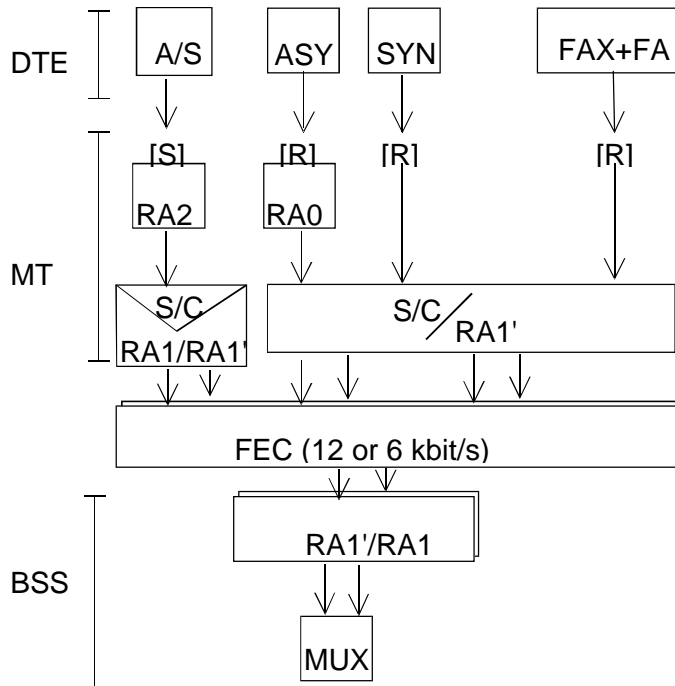 DTE
A/S ASY SYN FAX+FA
[S] [R] [R] [R]
RA2 RA0
MT
S/C S/C
RA1/RA1' RA1'
FEC (12 or 6 kbit/s)
RA1'/RA1
BSS
MUX